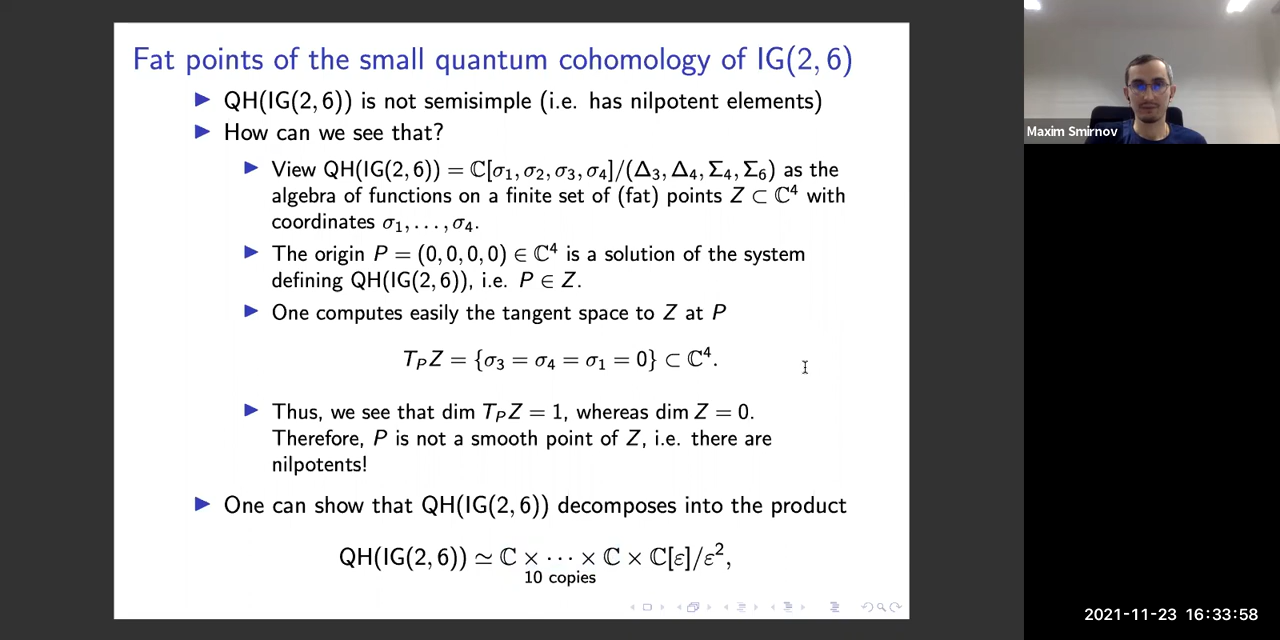 Fat points of the small quantum cohomology of IG(2, 6)
▶ QH(IG(2, 6)) is not semisimple (i.e. has nilpotent elements)
▶ How can we see that?
▶ View QH(IG(2, 6)) = ℂ[σ₁, σ₂, σ₃, σ₄]/(Δ₃, Δ₄, Σ₄, Σ₆) as the
algebra of functions on a finite set of (fat) points Z ⊂ ℂ⁴ with
coordinates σ₁, . . . , σ₄.
▶ The origin P = (0, 0, 0, 0) ∈ ℂ⁴ is a solution of the system
defining QH(IG(2, 6)), i.e. P ∈ Z.
▶ One computes easily the tangent space to Z at P
T_P Z = {σ₃ = σ₄ = σ₁ = 0} ⊂ ℂ⁴.
▶ Thus, we see that dim T_P Z = 1, whereas dim Z = 0.
Therefore, P is not a smooth point of Z, i.e. there are
nilpotents!
▶ One can show that QH(IG(2, 6)) decomposes into the product
QH(IG(2, 6)) ≃ ℂ × · · · × ℂ × ℂ[ε]/ε²,
10 copies
Maxim Smirnov
2021-11-23 16:33:58